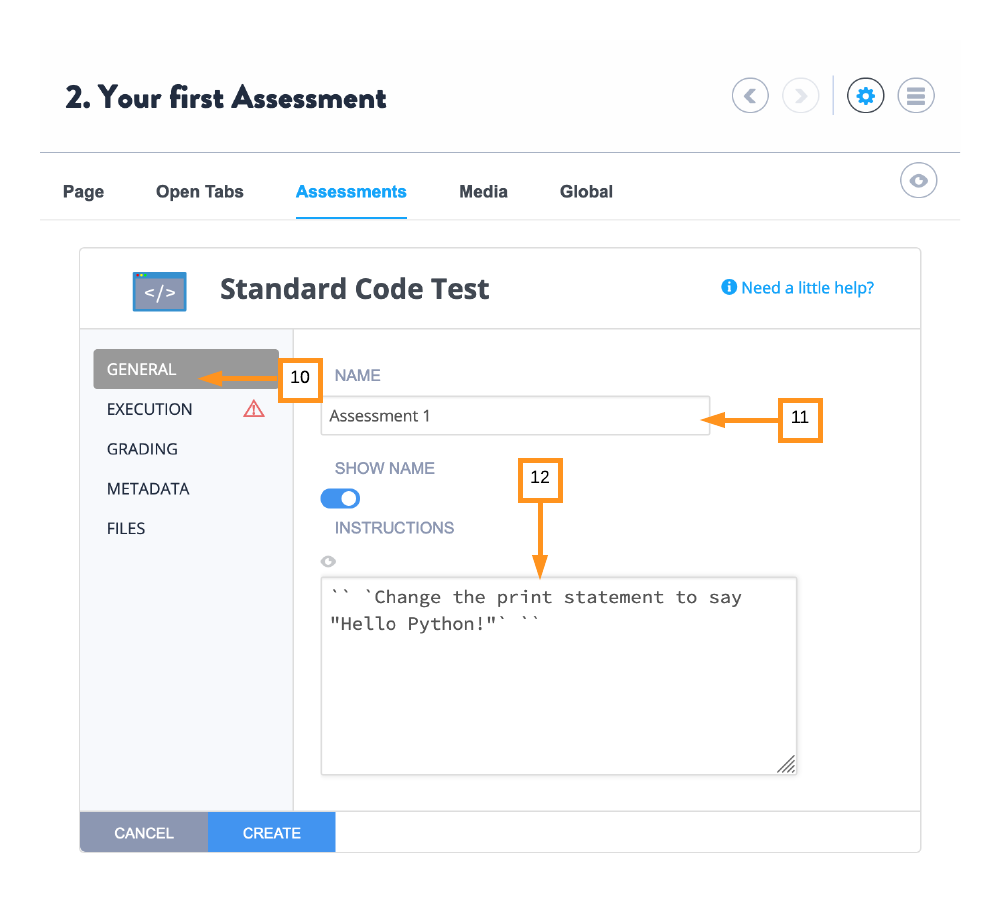 2. Your first Assessment
Page Open Tabs Assessments Media Global
</> Standard Code Test Need a little help?
GENERAL
10
NAME
EXECUTION
Assessment 1
11
GRADING
SHOW NAME
12
METADATA
FILES
INSTRUCTIONS
`` `Change the print statement to say
"Hello Python!"` ``
CANCEL CREATE